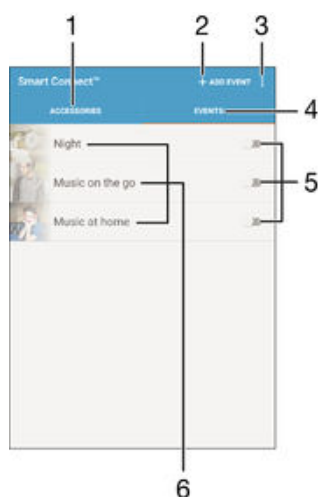 1 2 3
Smart Connect™ + ADD EVENT
ACCESSORIES EVENTS 4
Night
Music on the go 5
Music at home
6